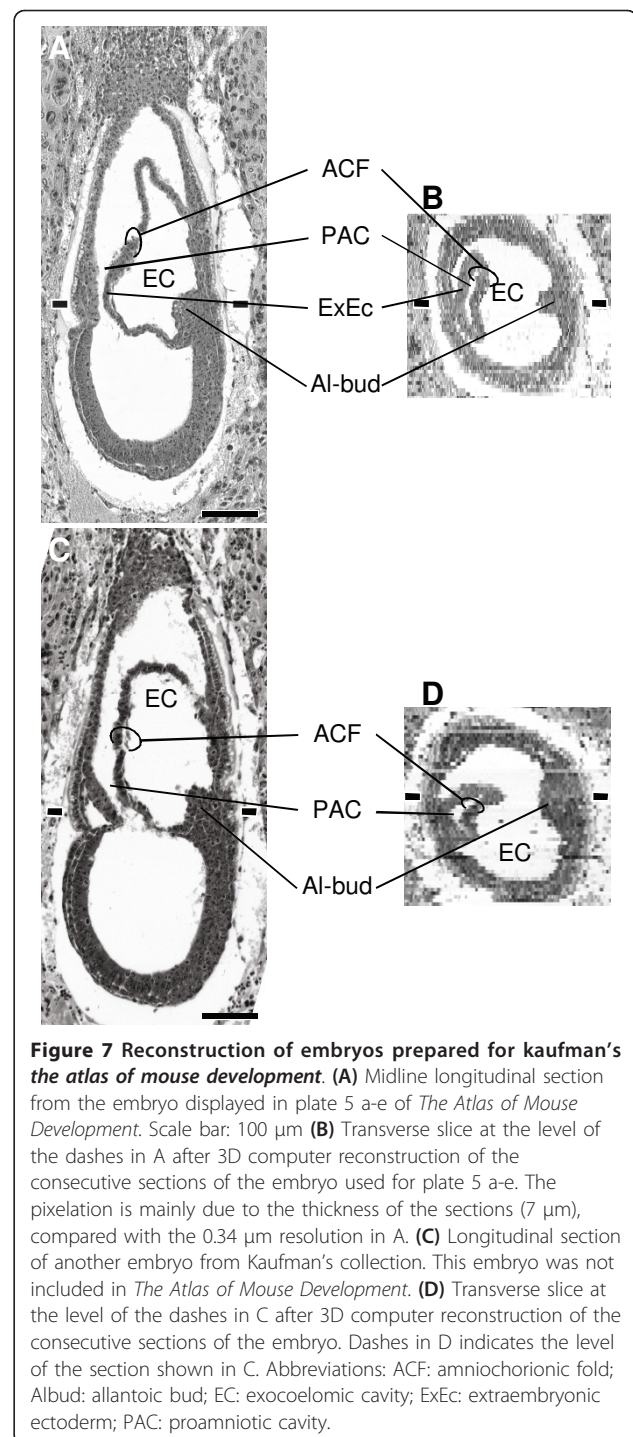 A
ACF
B
PAC
EC
EC
ExEc
Al-bud
C
D
EC
ACF
PAC
EC
Al-bud
Figure 7 Reconstruction of embryos prepared for kaufman's
the atlas of mouse development. (A) Midline longitudinal section
from the embryo displayed in plate 5 a-e of The Atlas of Mouse
Development. Scale bar: 100 μm (B) Transverse slice at the level of
the dashes in A after 3D computer reconstruction of the
consecutive sections of the embryo used for plate 5 a-e. The
pixelation is mainly due to the thickness of the sections (7 μm),
compared with the 0.34 μm resolution in A. (C) Longitudinal section
of another embryo from Kaufman's collection. This embryo was not
included in The Atlas of Mouse Development. (D) Transverse slice at
the level of the dashes in C after 3D computer reconstruction of the
consecutive sections of the embryo. Dashes in D indicates the level
of the section shown in C. Abbreviations: ACF: amniochorionic fold;
Albud: allantoic bud; EC: exocoelomic cavity; ExEc: extraembryonic
ectoderm; PAC: proamniotic cavity.